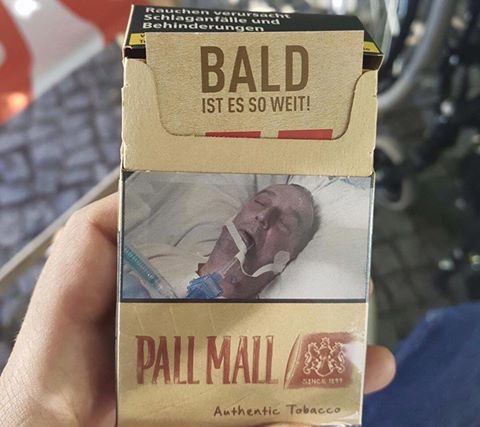 Rauchen verursacht
Schlaganfälle und
Behinderungen
BALD
IST ES SO WEIT!
PALL MALL
SINCE 1899
Authentic Tobacco